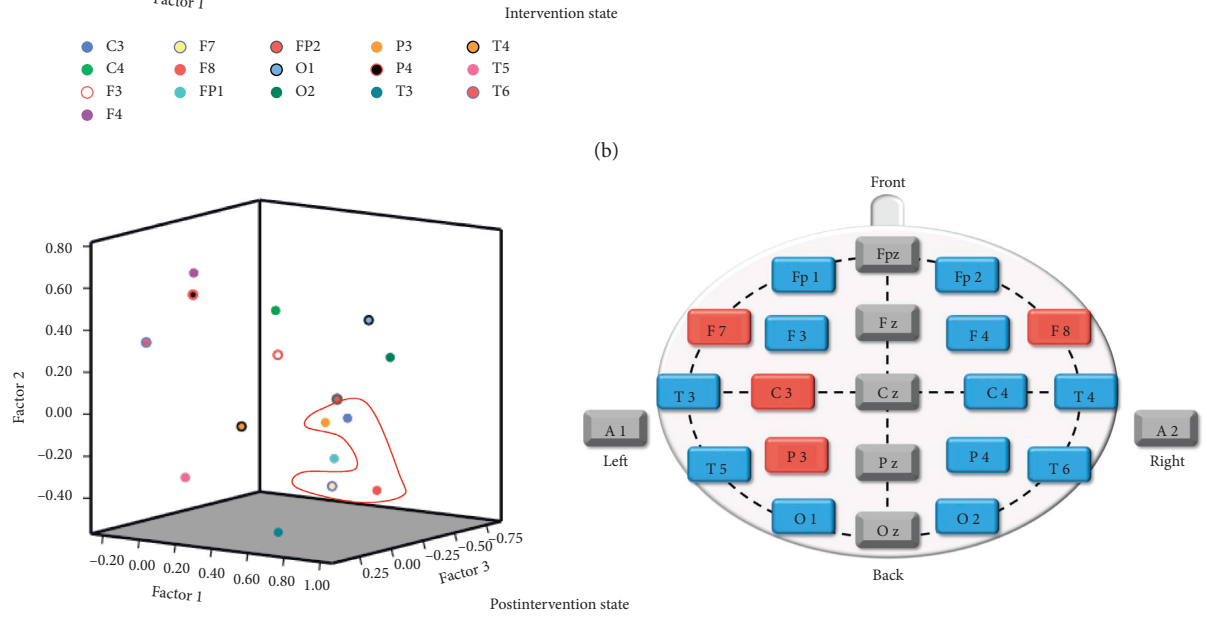 Factor 1
Intervention state
C3 F7 FP2 P3 T4
C4 F8 O1 P4 T5
F3 FP1 O2 T3 T6
F4
(b)
Front
Fpz
Fp 1 Fp 2
F 7 F 3 F z F 4 F 8
T 3 C 3 C z C 4 T 4
A 1 A 2
Left Right
T 5 P 3 P z P 4 T 6
O 1 O z O 2
Back
0.80
0.60
0.40
0.20
0.00
−0.20
−0.40
Factor 2
−0.20 0.00 0.20 0.40 0.60 0.80 1.00
Factor 1
0.25 0.00 −0.25 −0.50 −0.75
Factor 3
Postintervention state